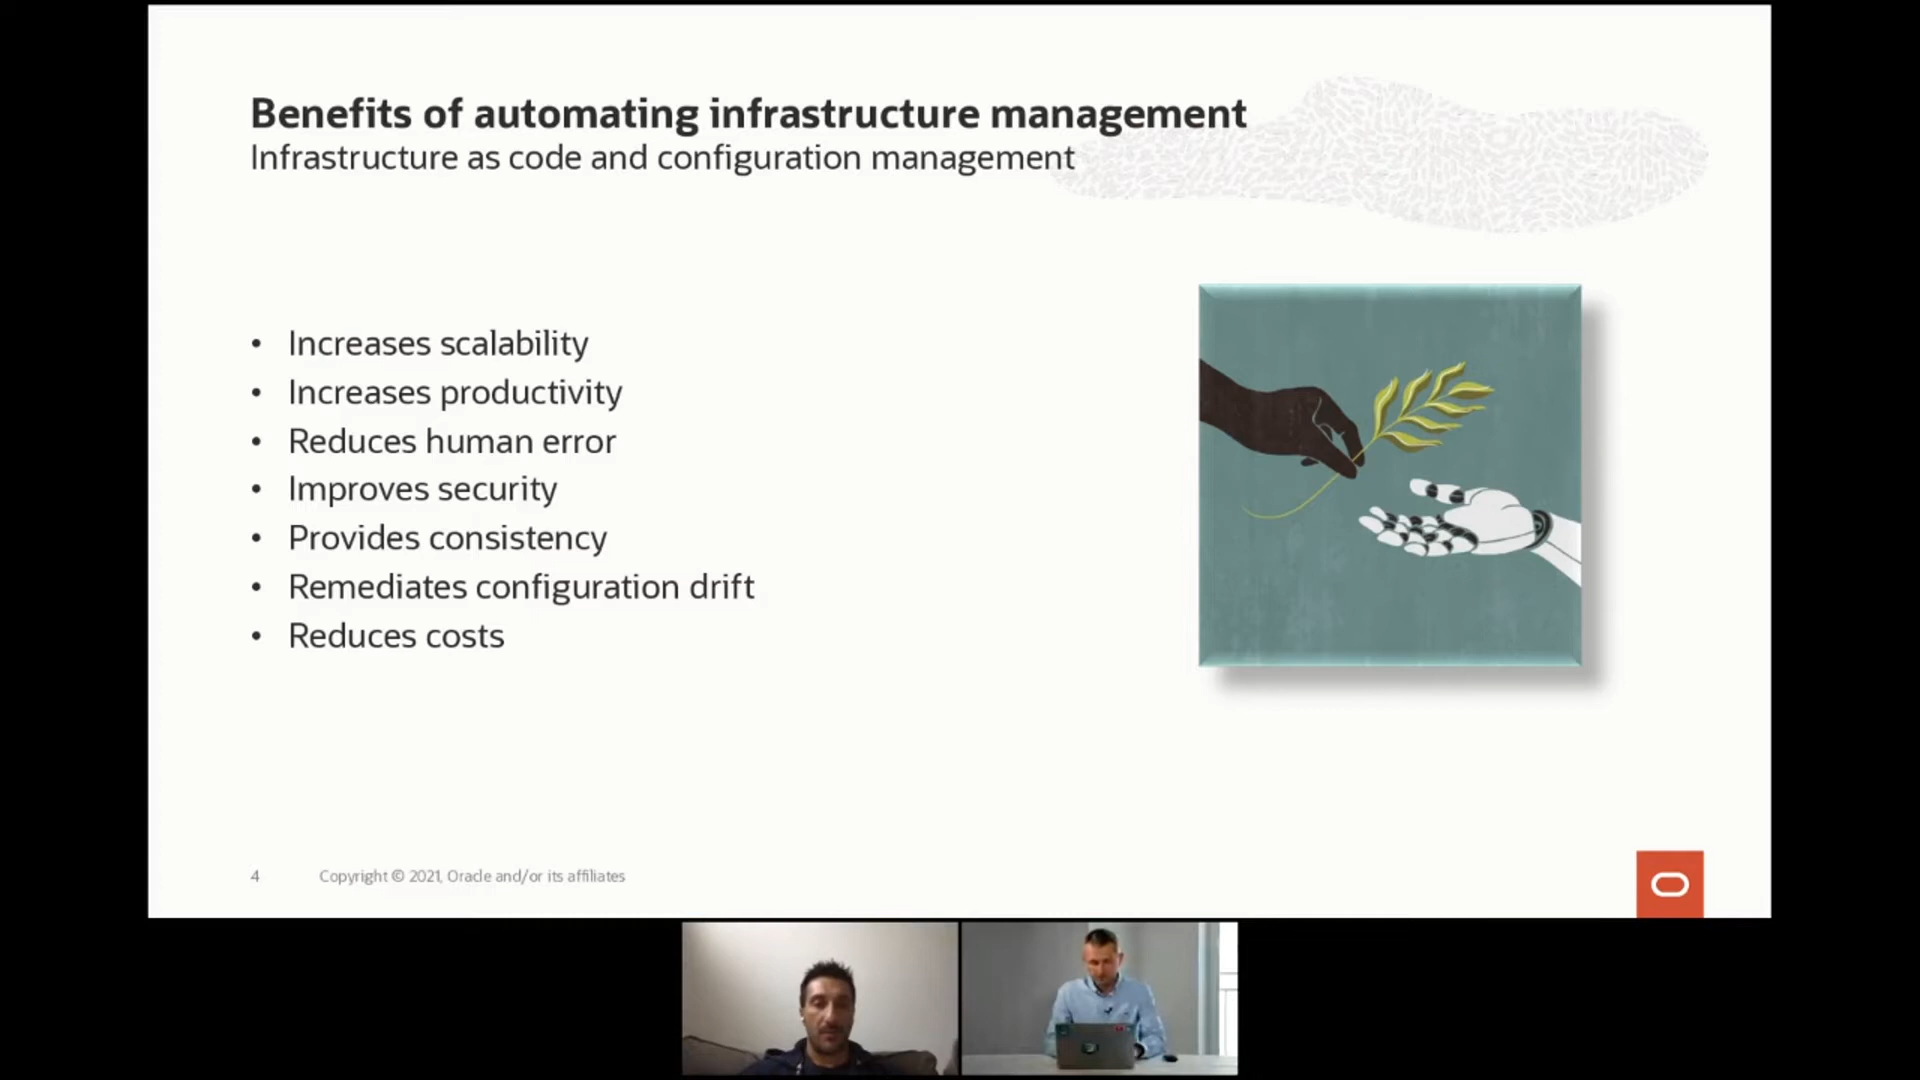 Benefits of automating infrastructure management
Infrastructure as code and configuration management
• Increases scalability
• Increases productivity
• Reduces human error
• Improves security
• Provides consistency
• Remediates configuration drift
• Reduces costs
4 Copyright © 2021, Oracle and/or its affiliates